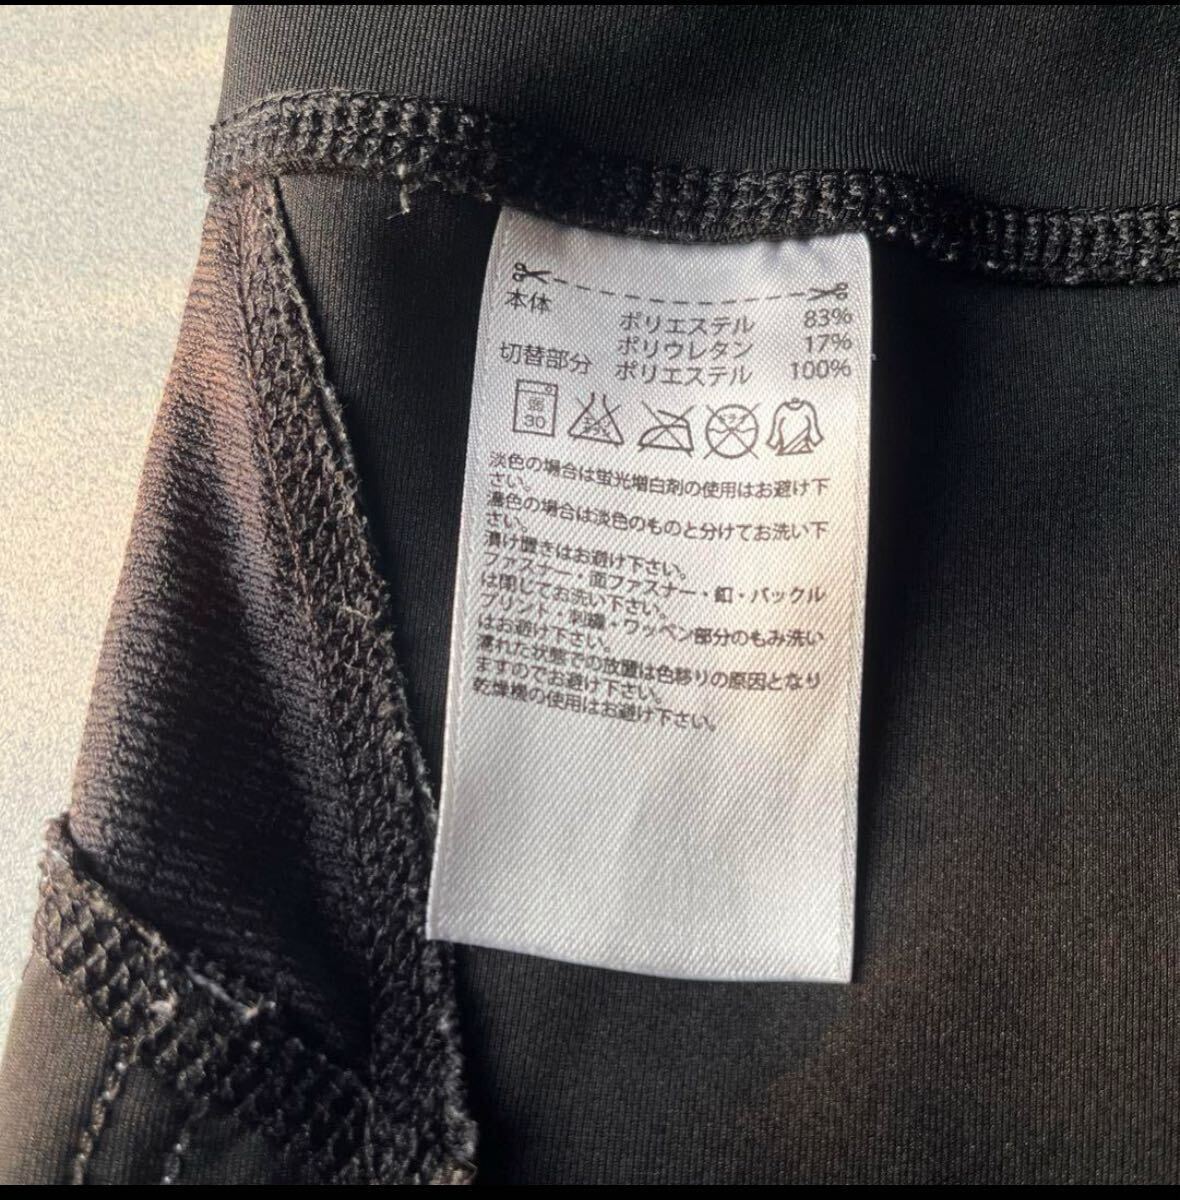 本体 ポリエステル 83%
ポリウレタン 17%
切替部分 ポリエステル 100%
弱 30 エンソ ドライ
淡色の場合は蛍光増白剤の使用はお避け下
さい。
濃色の場合は淡色のものと分けてお洗い下
さい。
漬け置きはお避け下さい。
ファスナー・面ファスナー・釦・バックル
は閉じてお洗い下さい。
プリント・刺繍・ワッペン部分のもみ洗い
はお避け下さい。
濡れた状態での放置は色移りの原因となり
ますのでお避け下さい。
乾燥機の使用はお避け下さい。